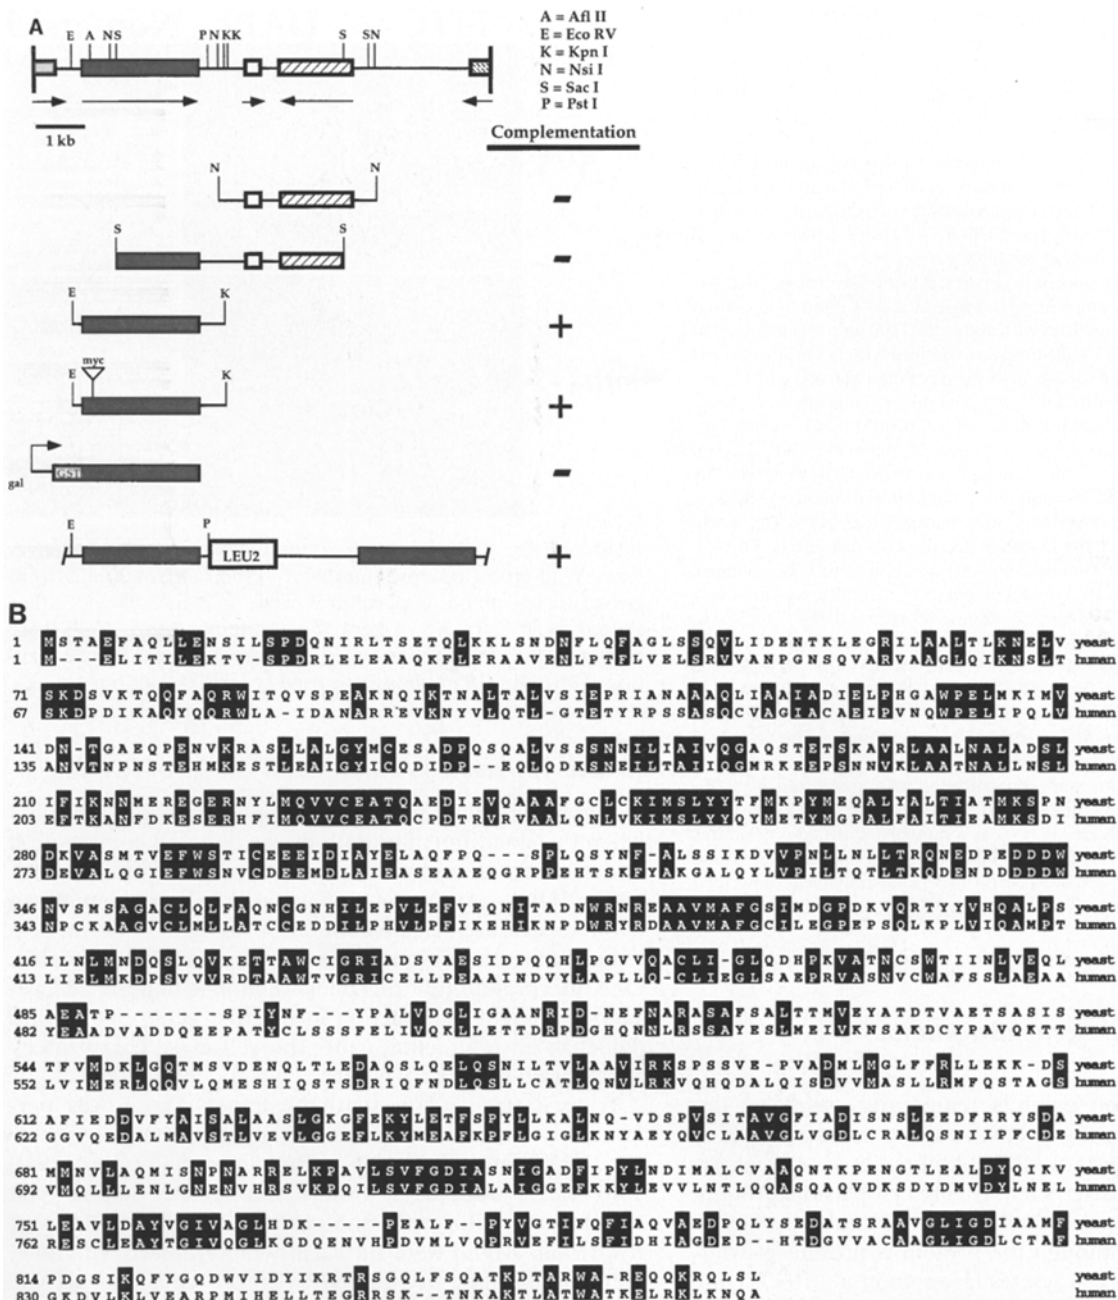 A
E A NS P NKK S SN
A = Afl II
E = Eco RV
K = Kpn I
N = Nsi I
S = Sac I
P = Pst I
1 kb
Complementation
N N
-
S S
-
E K
+
myc
E K
+
gal GST
-
E P
LEU2
+
B
1 MSTAEFAQLLENSILSPDQNIRLTSETQLKKLSNDNFLQFAGLSSQVLIDENTKLEGRILAALTLKNELV yeast
1 M---ELITILEKTV-SPDRLELEAAQKFLERAAVENLPTFLVELSRVVANPGNSQVARVAAGLQIKNSLT human
71 SKDSVKTQQFAQRWITQVSPEAKNQIKTNALTALVSIEPRIANAAAQLIAAIADIELPHGAWPELMKIMV yeast
67 SKDPDIKAQYQQRWLA-IDANARREVKNYVLQTL-GTETYRPSSASQCVAGIACAEIPVNQWPELIPQLV human
141 DN-TGAEQPENVKRASLLALGYMCESADPQSQALVSSSNNILIAIVQGAQSTETSKAVRLAALNALADSL yeast
135 ANVTNPNSTEHMKESTLEAIGYICQDIDP--EQLQDKSNEILTAIIQGMRKEEPSNNVKLAATNALLNSL human
210 IFIKNNMEREGERNYLMQVVCEATQAEDIEVQAAAFGCLCKIMSLYYTFMKPYMEQALYALTIATMKSPN yeast
203 EFTKANFDKESERHFIMQVVCEATQCPDTRVRVAALQNLVKIMSLYYQYMETYMGPALFAITIEAMKSDI human
280 DKVASMTVEFWSTICEEEIDIAYELAQFPQ---SPLQSYNF-ALSSIKDVVPNLLNLLTRQNEDPEDDDW yeast
273 DEVALQGIEFWSNVCDEEMDLAIEASEAAEQGRPPEHTSKFYAKGALQYLVPILTQTLTKQDENDDDDDW human
346 NVSMSAGACLQLFAQNCGNHILEPVLEFVEQNITADNWRNREAAVMAFGSIMDGPDKVQRTYYVHQALPS yeast
343 NPCKAAGVCLMLLATCCEDDILPHVLPFIKEHIKNPDWRYRDAAVMAFGCILEGPEPSQLKPLVIQAMPT human
416 ILNLMNDQSLQVKETTAWCIGRIADSVAESIDPQQHLPGVVQACLI-GLQDHPKVATNCSWTIINLVEQL yeast
413 LIELMKDPSVVVRDTAAWTVGRICELLPEAAINDVYLAPLLQ-CLIEGLSAEPRVASNVCWAFSSLAEAA human
485 AEATP-------SPIYNF---YPALVDGLIGAANRID-NEFNARASAFSALTTMVEYATDTVAETSASIS yeast
482 YEAADVADDQEEPATYCLSSSFELIVQKLLETTDRPDGHQNNLRSSAYESLMEIVKNSAKDCYPAVQKTT human
544 TFVMDKLGQTMSVDENQLTLEDAQSLQELQSNILTVLAAVIRKSPSSVE-PVADMLMGLFFRLLEKK-DS yeast
552 LVIMERLQQVLQMESHIQSTSDRIQFNDLQSLLCATLQNVLRKVQHQDALQISDVVMASLLRMFQSTAGS human
612 AFIEDDVFYAISALAASLGKGFEKYLETFSPYLLKALNQ-VDSPVSITAVGFIADISNSLEEDFRRYSDA yeast
622 GGVQEDALMAVSTLVEVLGGEFLKYMEAFKPFLGIGLKNYAEYQVCLAAVGLVGDLCRALQSNIIPFCDE human
681 MMNVLAQMISNPNARRELKPAVLSVFGDIASNIGADFIPYLNDIMALCVAAQNTKPENGTLEALDYQIKV yeast
692 VMQLLLENLGNENVHRSVKPQILSVFGDIALAIGGEFKKYLEVVLNTLQQASQAQVDKSDYDMVDYLNEL human
751 LEAVLDAYVGIVAGLHDK-----PEALF--PYVGTIFQFIAQVAEDPQLYSEDATSRAAVGLIGDIAAMF yeast
762 RESCLEAYTGIVQGLKGDQENVHPDVMLVQPRVEFILSFIDHIAGDED--HTDGVVACAAGLIGDLCTAF human
814 PDGSIKQFYGQDWVIDYIKRTRSGQLFSQATKDTARWA-REQQKRQLSL yeast
830 GKDVLKLVEARPMIHELLTEGRRSK--TNKAKTLATWATKELRKLKNQA human